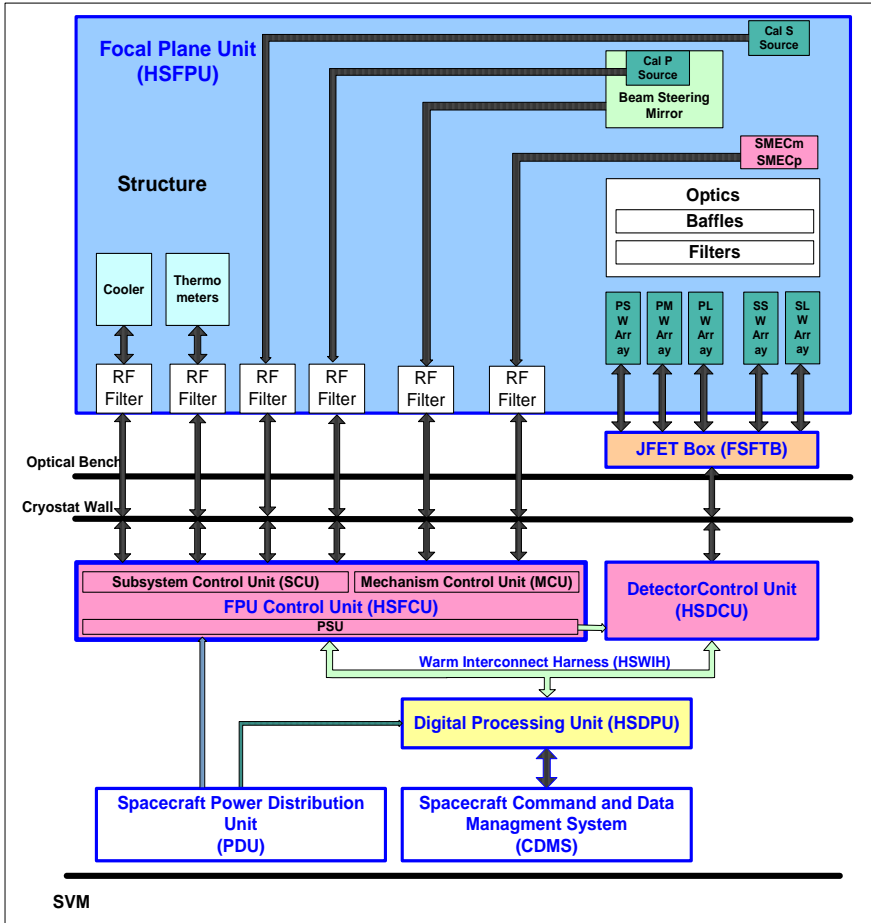 Focal Plane Unit
(HSFPU)
Cal S
Source
Cal P
Source
Beam Steering
Mirror
SMECm
SMECp
Structure
Optics
Baffles
Filters
Cooler
Thermo
meters
PS
W
Arr
ay
PM
W
Arr
ay
PL
W
Arr
ay
SS
W
Arr
ay
SL
W
Arr
ay
RF
Filter
RF
Filter
RF
Filter
RF
Filter
RF
Filter
RF
Filter
JFET Box (FSFTB)
Optical Bench
Cryostat Wall
Subsystem Control Unit (SCU)
Mechanism Control Unit (MCU)
FPU Control Unit (HSFCU)
PSU
DetectorControl Unit
(HSDCU)
Warm Interconnect Harness (HSWIH)
Digital Processing Unit (HSDPU)
Spacecraft Power Distribution
Unit
(PDU)
Spacecraft Command and Data
Managment System
(CDMS)
SVM